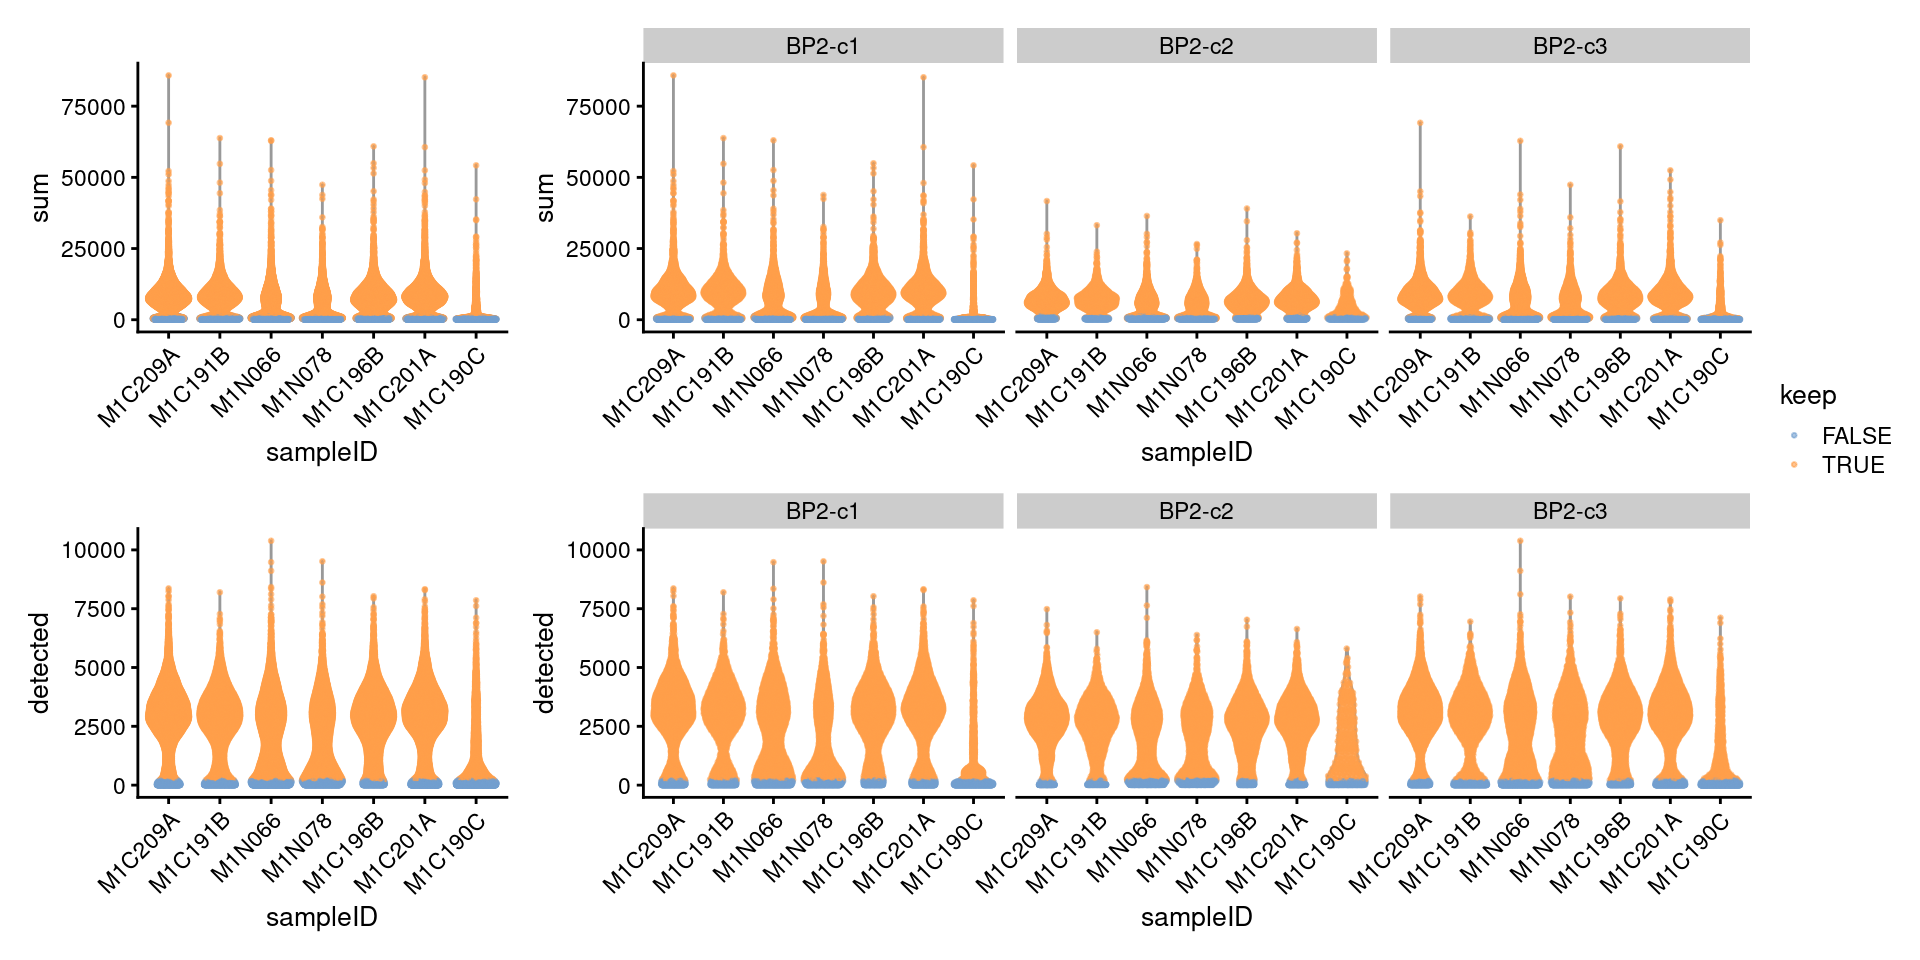 BP2-c1 BP2-c2 BP2-c3
sum
75000
50000
25000
0
M1C209A M1C191B M1N066 M1N078 M1C196B M1C201A M1C190C
sampleID
sum
75000
50000
25000
0
M1C209A M1C191B M1N066 M1N078 M1C196B M1C201A M1C190C
M1C209A M1C191B M1N066 M1N078 M1C196B M1C201A M1C190C
M1C209A M1C191B M1N066 M1N078 M1C196B M1C201A M1C190C
sampleID
keep
FALSE
TRUE
BP2-c1 BP2-c2 BP2-c3
detected
10000
7500
5000
2500
0
M1C209A M1C191B M1N066 M1N078 M1C196B M1C201A M1C190C
sampleID
detected
10000
7500
5000
2500
0
M1C209A M1C191B M1N066 M1N078 M1C196B M1C201A M1C190C
M1C209A M1C191B M1N066 M1N078 M1C196B M1C201A M1C190C
M1C209A M1C191B M1N066 M1N078 M1C196B M1C201A M1C190C
sampleID